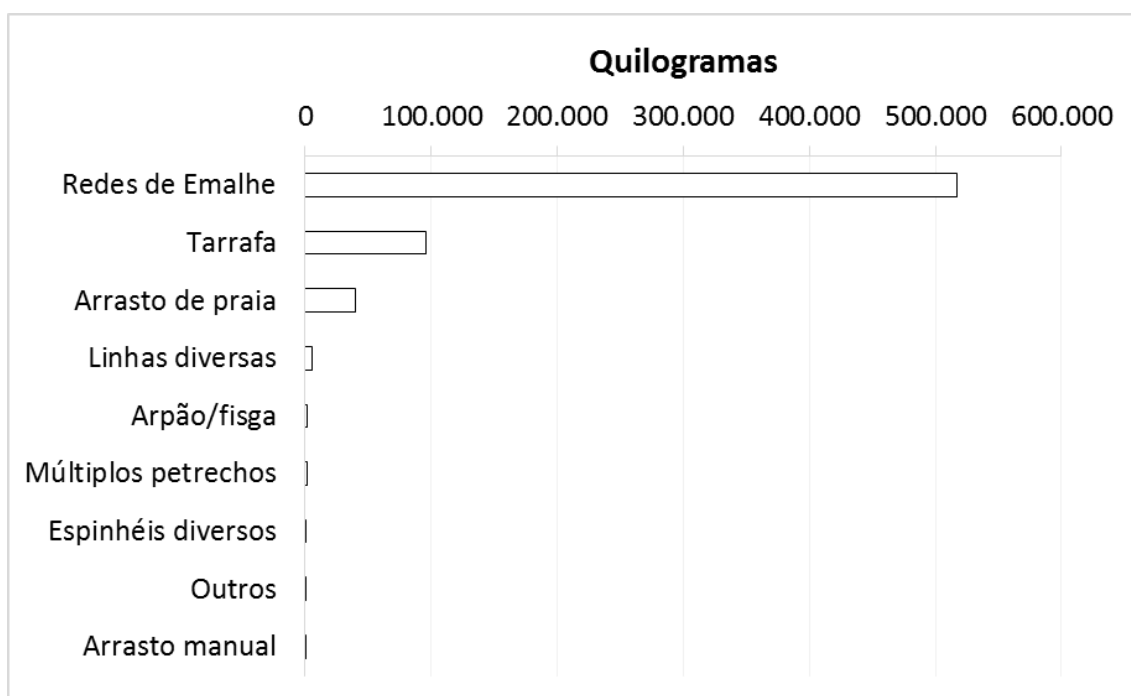 Quilogramas
0 100.000 200.000 300.000 400.000 500.000 600.000
Redes de Emalhe
Tarrafa
Arrasto de praia
Linhas diversas
Arpão/fisga
Múltiplos petrechos
Espinhéis diversos
Outros
Arrasto manual